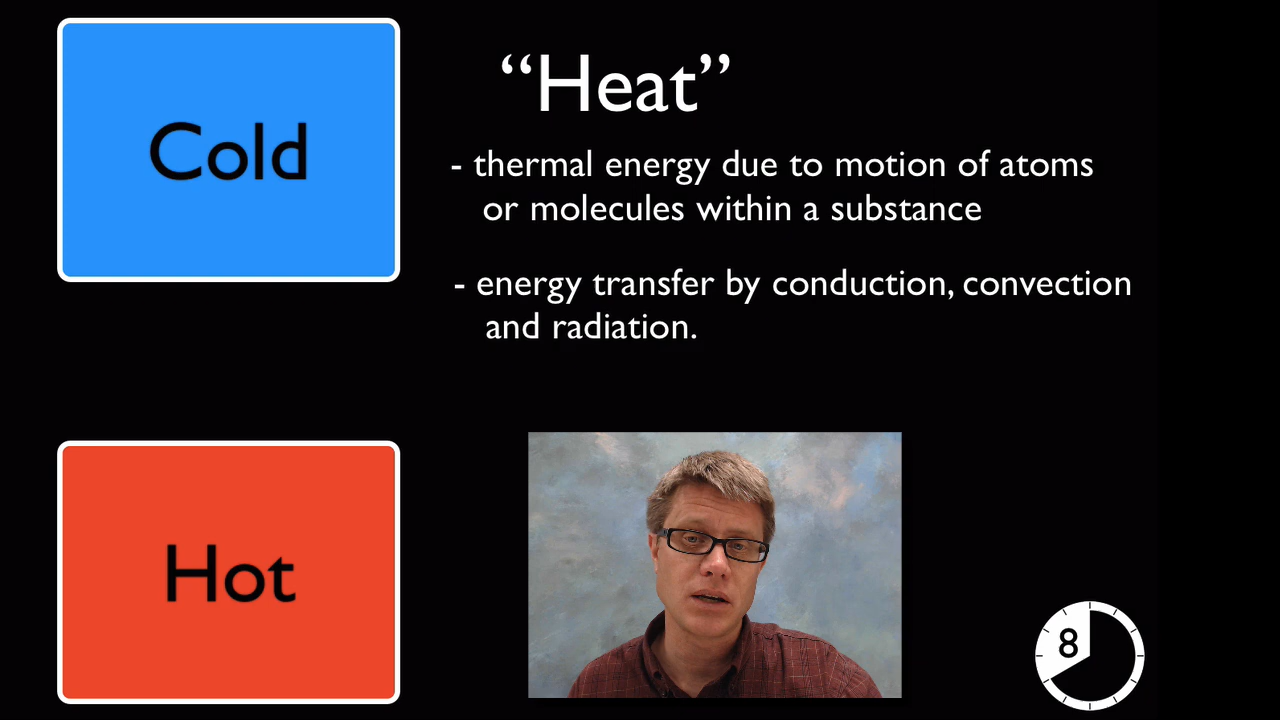 Cold
“Heat”
- thermal energy due to motion of atoms
or molecules within a substance
- energy transfer by conduction, convection
and radiation.
Hot
8